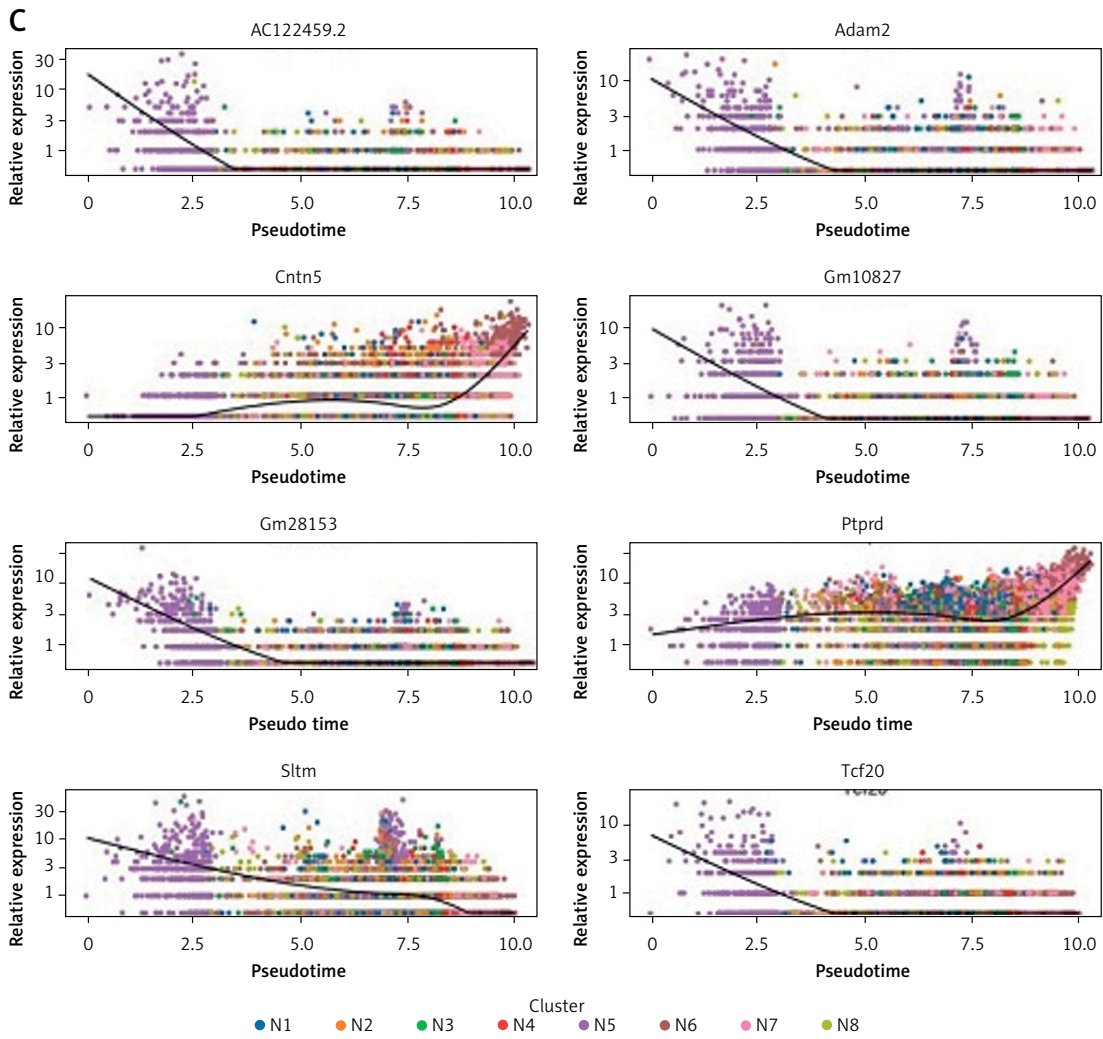 C
AC122459.2
Relative expression
30
10
3
1
0 2.5 5.0 7.5 10.0
Pseudotime
Adam2
Relative expression
10
3
1
0 2.5 5.0 7.5 10.0
Pseudotime
Cntn5
Relative expression
10
3
1
0 2.5 5.0 7.5 10.0
Pseudotime
Gm10827
Relative expression
10
3
1
0 2.5 5.0 7.5 10.0
Pseudotime
Gm28153
Relative expression
10
3
1
0 2.5 5.0 7.5 10.0
Pseudo time
Ptprd
Relative expression
10
3
1
0 2.5 5.0 7.5 10.0
Pseudo time
Sltm
Relative expression
30
10
3
1
0 2.5 5.0 7.5 10.0
Pseudotime
Tcf20
Relative expression
10
3
1
0 2.5 5.0 7.5 10.0
Pseudotime
Cluster
N1 N2 N3 N4 N5 N6 N7 N8